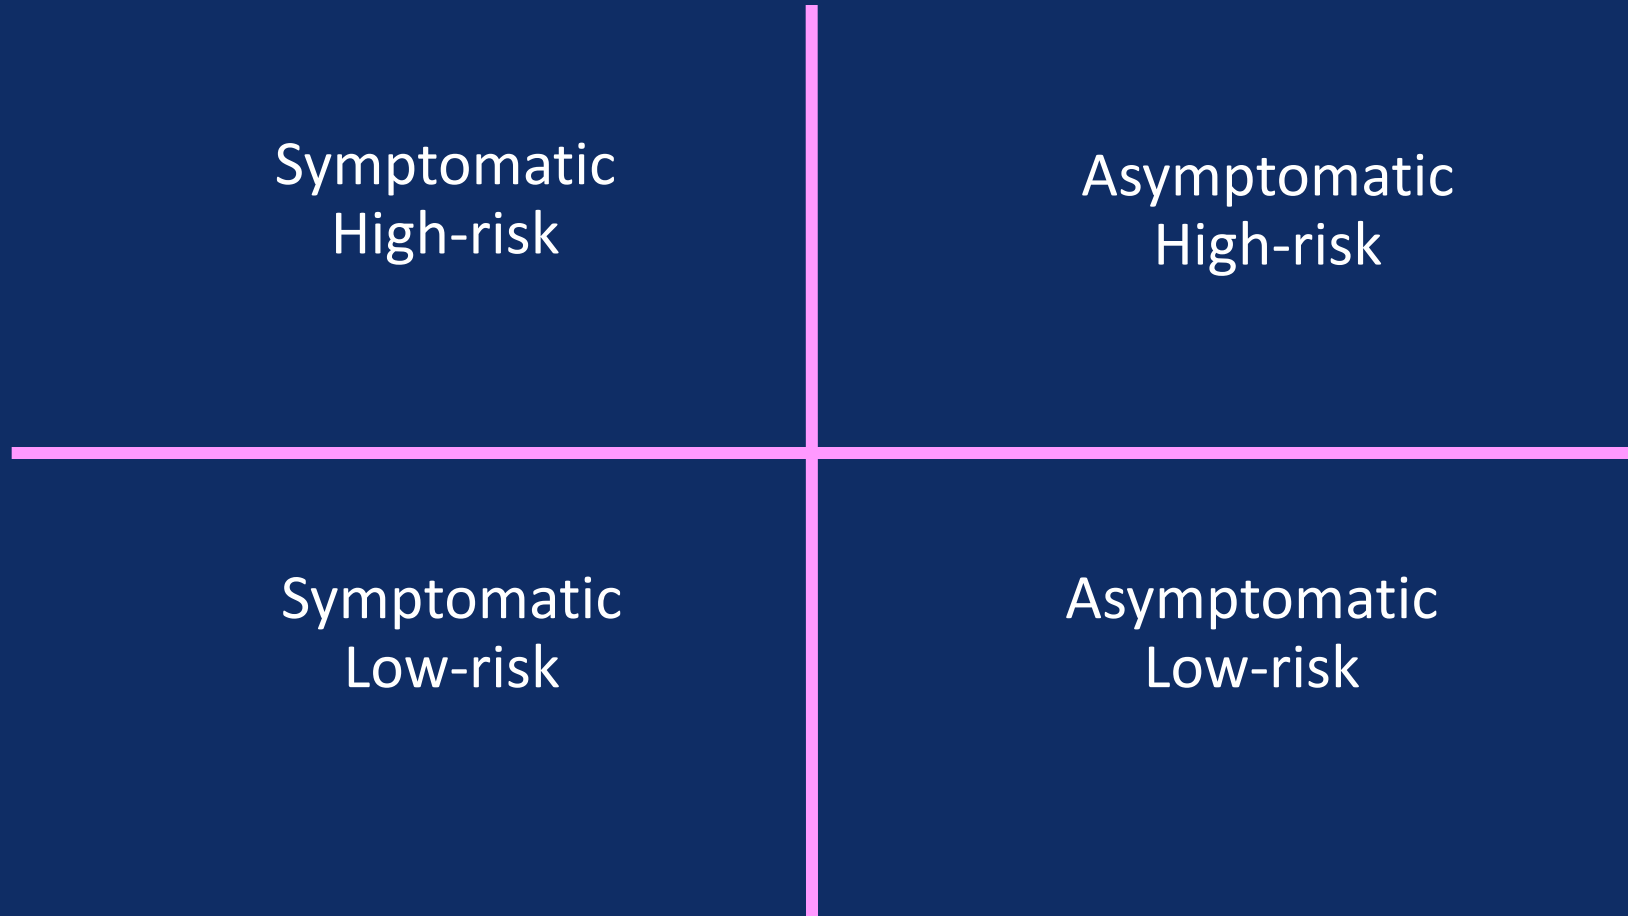 Symptomatic
High-risk
Asymptomatic
High-risk
Symptomatic
Low-risk
Asymptomatic
Low-risk